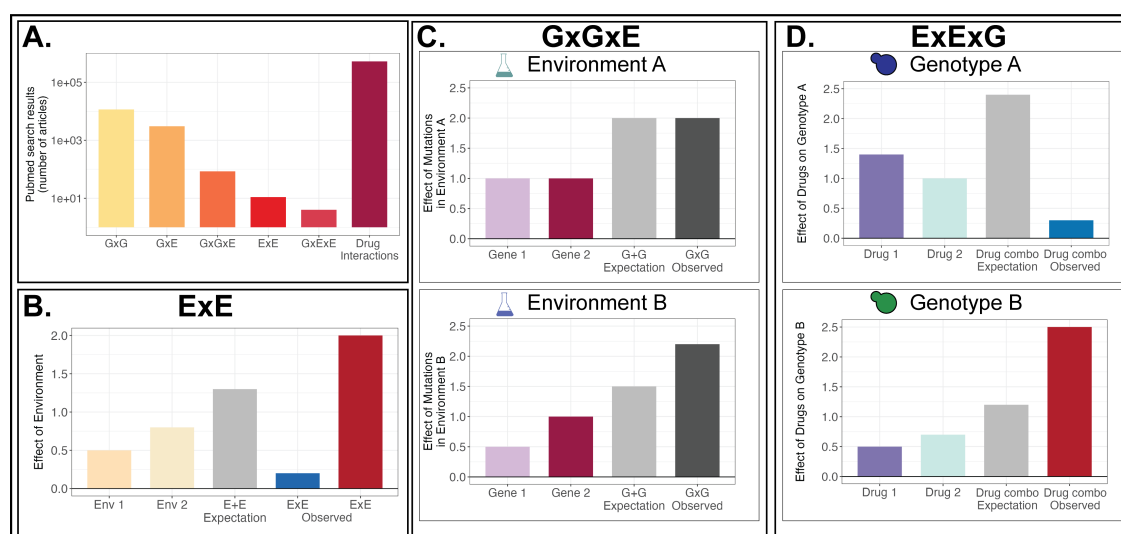 A.
Pubmed search results
(number of articles)
1e+05
1e+03
1e+01
GxG
GxE
GxGxE
ExE
GxExE
Drug
Interactions
B.
ExE
Effect of Environment
2.0
1.5
1.0
0.5
0.0
Env 1
Env 2
E+E
Expectation
ExE
ExE
Observed
C.
GxGxE
Environment A
Effect of Mutations
in Environment A
2.5
2.0
1.5
1.0
0.5
0.0
Gene 1
Gene 2
G+G
Expectation
GxG
Observed
Environment B
Effect of Mutations
in Environment B
2.5
2.0
1.5
1.0
0.5
0.0
Gene 1
Gene 2
G+G
Expectation
GxG
Observed
D.
ExExG
Genotype A
Effect of Drugs on Genotype A
2.5
2.0
1.5
1.0
0.5
0.0
Drug 1
Drug 2
Drug combo
Expectation
Drug combo
Observed
Genotype B
Effect of Drugs on Genotype B
2.5
2.0
1.5
1.0
0.5
0.0
Drug 1
Drug 2
Drug combo
Expectation
Drug combo
Observed